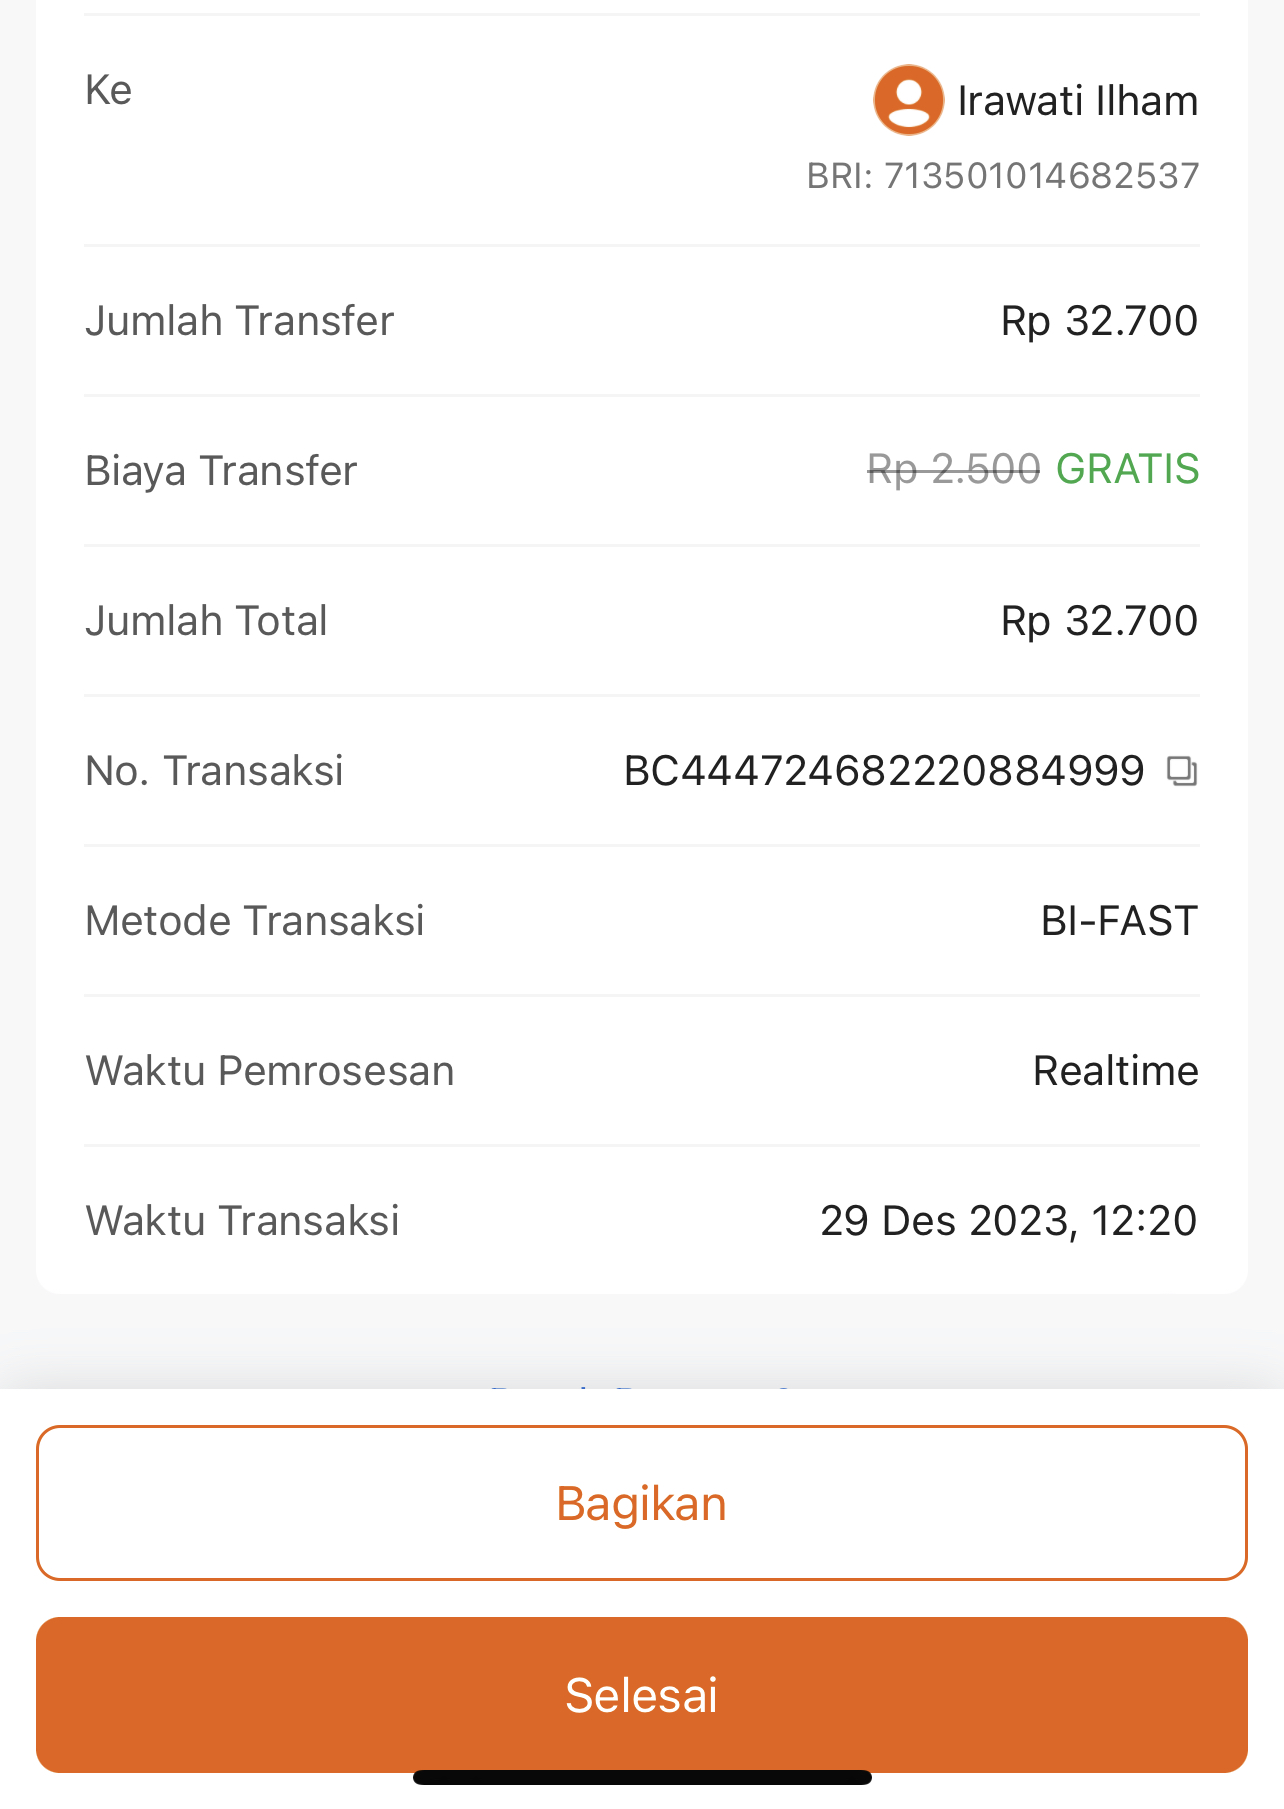 Ke
Irawati Ilham
BRI: 713501014682537
Jumlah Transfer Rp 32.700
Biaya Transfer Rp 2.500 GRATIS
Jumlah Total Rp 32.700
No. Transaksi BC444724682220884999
Metode Transaksi BI-FAST
Waktu Pemrosesan Realtime
Waktu Transaksi 29 Des 2023, 12:20
Bagikan
Selesai